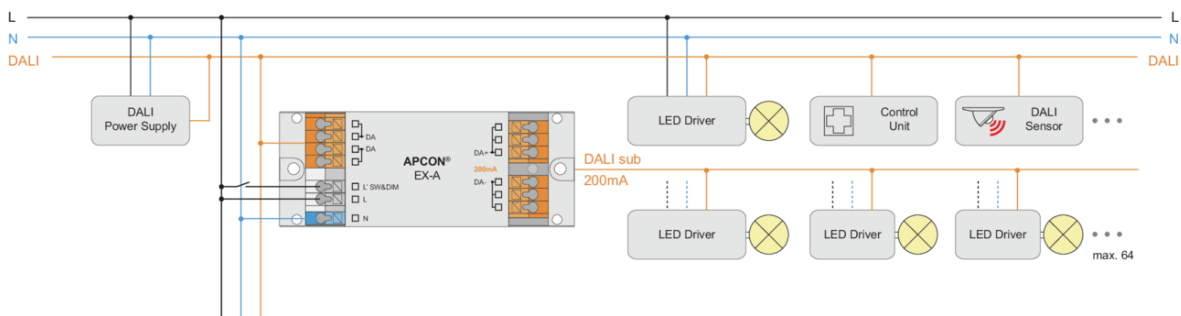 L
L
N
N
DALI
DALI
DALI
Power Supply
DA
DA
L' SW&DIM
L
N
APCON®
EX-A
DA+
200mA
DA-
LED Driver
Control
Unit
DALI
Sensor
DALI sub
200mA
LED Driver
LED Driver
LED Driver
max. 64